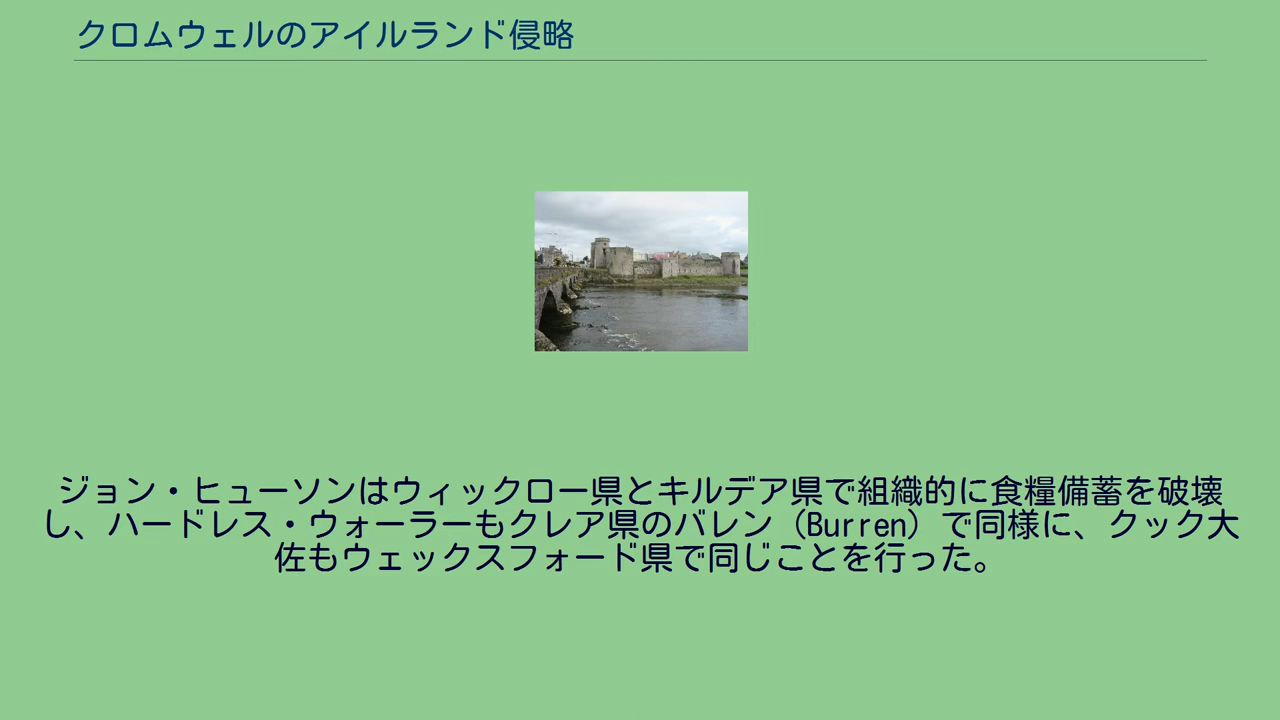 クロムウェルのアイルランド侵略
ジョン・ヒューソンはウィックロー県とキルデア県で組織的に食糧備蓄を破壊
し、ハードレス・ウォーラーもクレア県のバレン（Burren）で同様に、クック大
佐もウェックスフォード県で同じことを行った。